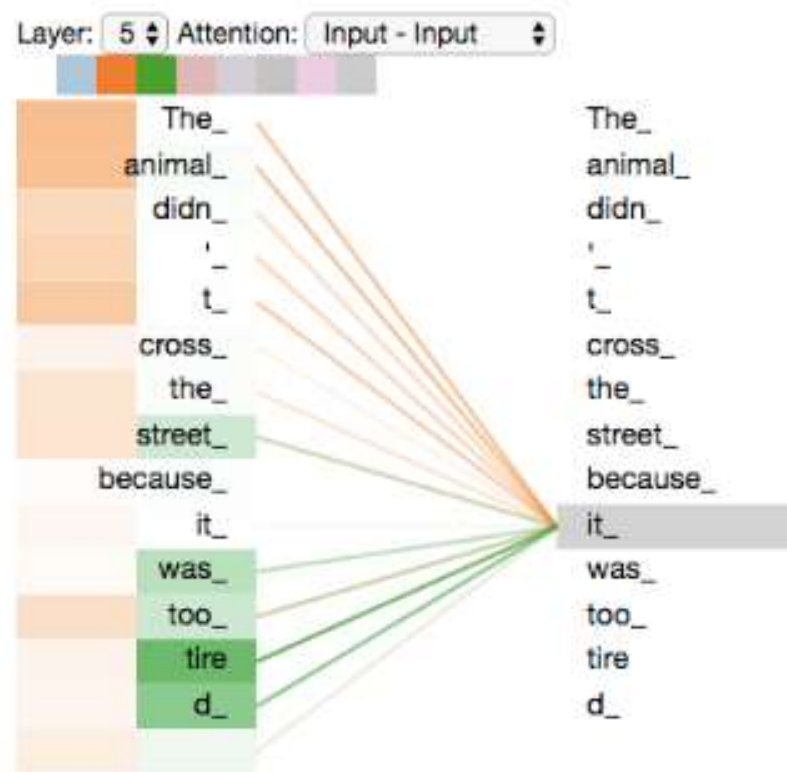 Layer: 5 Attention: Input - Input
The_ The_
animal_ animal_
didn_ didn_
'_ '_
t_ t_
cross_ cross_
the_ the_
street_ street_
because_ because_
it_ it_
was_ was_
too_ too_
tire tire
d_ d_